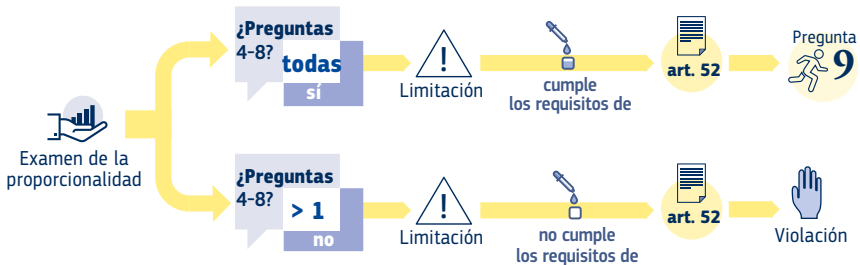 Examen de la
proporcionalidad
¿Preguntas
4-8?
todas
sí
!
Limitación
cumple
los requisitos de
art. 52
Pregunta
9
¿Preguntas
4-8?
> 1
no
!
Limitación
no cumple
los requisitos de
art. 52
Violación